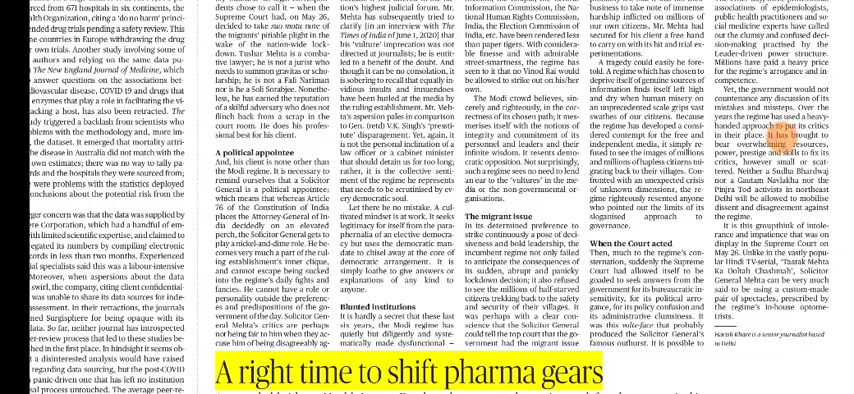 ourced from 671 hospitals in six continents, the
lth Organization, citing a 'do no harm' princi-
ended drug trials pending a safety review. This
me countries in Europe withdrawing the drug
r own trials. Another study involving some of
authors and relying on the same data pu-
n The New England Journal of Medicine, which
answer questions on the associations bet-
diovascular disease, COVID-19 and drugs that
enzymes that play a role in facilitating the vi-
acking a host, has also been retracted. The
udy triggered a backlash from scientists who
oblems with the methodology and, more im-
, the dataset. It emerged that mortality attri-
he disease in Australia did not match with the
own estimates; there was no way to tally pa-
rds and the hospitals they were sourced from;
were problems with the statistics deployed
onclusions about the potential risk from the
ger concern was that the data was supplied by
ere Corporation, which had a handful of em-
with limited scientific expertise, and claimed to
regated its numbers by compiling electronic
cords in less than two months. Experienced
ial specialists said this was a labour-intensive
Moreover, when aspersions about the data
swirl, the company, citing client confidential-
was unable to share its data sources for inde-
assessment. In their retractions, the journals
med Surgisphere for being opaque with its
data. So far, neither journal has introspected
er-review process that led to these studies be-
hed in the first place. In hindsight it seems ob-
t a disinterested analysis would have raised
regarding data sourcing, but the post-COVID
panic-driven one that has left no institution
sal process untouched. The average peer-re-
dents chose to call it – when the
Supreme Court had, on May 26,
decided to take suo motu note of
the migrants' pitiable plight in the
wake of the nation-wide lock-
down. Tushar Mehta is a comba-
tive lawyer; he is not a jurist who
needs to summon gravitas or scho-
larship; he is not a Fali Nariman
nor is he a Soli Sorabjee. Nonethe-
less, he has earned the reputation
of a skilful adversary who does not
flinch back from a scrap in the
court room. He does his profes-
sional best for his client.
A political appointee
And, his client is none other than
the Modi regime. It is necessary to
remind ourselves that a Solicitor
General is a political appointee;
which means that whereas Article
76 of the Constitution of India
places the Attorney-General of In-
dia decidedly on an elevated
perch, the Solicitor General gets to
play a nickel-and-dime role. He be-
comes very much a part of the rul-
ing establishment's inner clique,
and cannot escape being sucked
into the regime's daily fights and
fancies. He cannot have a role or
personality outside the preferenc-
es and predispositions of the go-
vernment of the day. Solicitor Gen-
eral Mehta's critics are perhaps
not being fair to him when they ac-
cuse him of being disagreeably ag-
tion's highest judicial forum. Mr.
Mehta has subsequently tried to
clarify (in an interview with The
Times of India of June 1, 2020) that
his 'vulture' imprecation was not
directed at journalists; he is entit-
led to a benefit of the doubt. And
though it can be no consolation, it
is sobering to recall that equally in-
vidious insults and innuendoes
have been hurled at the media by
the ruling establishment. Mr. Meh-
ta's aspersion pales in comparison
to Gen. (retd) V.K. Singh's 'presti-
tute' disparagement. Yet, again, it
is not the personal inclination of a
law officer or a cabinet minister
that should detain us for too long;
rather, it is the collective senti-
ment of the regime he represents
that needs to be scrutinised by ev-
ery democratic soul.
Let there be no mistake. A cul-
tivated mindset is at work. It seeks
legitimacy for itself from the para-
phernalia of an elective democra-
cy but uses the democratic man-
date to chisel away at the core of
democratic arrangement. It is
simply loathe to give answers or
explanations of any kind to
anyone.
Blunted institutions
It is hardly a secret that these last
six years, the Modi regime has
quietly but diligently and syste-
matically made dysfunctional –
Information Commission, the Na-
tional Human Rights Commission,
India, the Election Commission of
India, etc. have been rendered less
than paper tigers. With considera-
ble finesse and with admirable
street-smartness, the regime has
seen to it that no Vinod Rai would
be allowed to strike out on his/her
own.
The Modi crowd believes, sin-
cerely and righteously, in the cor-
rectness of its chosen path; it mes-
merises itself with the notions of
integrity and commitment of its
personnel and leaders and their
infinite wisdom. It resents demo-
cratic opposition. Not surprisingly,
such a regime sees no need to lend
an ear to the 'vultures' in the me-
dia or the non-governmental or-
ganisations.
The migrant issue
In its determined preference to
strike continuously a pose of deci-
siveness and bold leadership, the
incumbent regime not only failed
to anticipate the consequences of
its sudden, abrupt and panicky
lockdown decision; it also refused
to see the millions of half-starved
citizens trekking back to the safety
and security of their villages. It
was perhaps with a clear con-
science that the Solicitor General
could tell the top court that the go-
vernment had the migrant issue
business to take note of immense
hardship inflicted on millions of
our own citizens. Mr. Mehta had
secured for his client a free hand
to carry on with its hit and trial ex-
perimentations.
A tragedy could easily be fore-
told. A regime which has chosen to
deprive itself of genuine sources of
information finds itself left high
and dry when human misery on
an unprecedented scale grips vast
swathes of our citizens. Because
the regime has developed a consi-
dered contempt for the free and
independent media, it simply re-
fused to see the images of millions
and millions of hapless citizens mi-
grating back to their villages. Con-
fronted with an unexpected crisis
of unknown dimensions, the re-
gime righteously resented anyone
who pointed out the limits of its
sloganised approach to
governance.
When the Court acted
Then, much to the regime's con-
sternation, suddenly the Supreme
Court had allowed itself to be
goaded to seek answers from the
government for its bureaucratic in-
sensitivity, for its political arro-
gance, for its policy confusion and
its administrative clumsiness. It
was this volte-face that probably
produced the Solicitor General's
famous outburst. It is possible to
associations of epidemiologists,
public health practitioners and so-
cial medicine experts have called
out the clumsy and confused deci-
sion-making practised by the
Leader-driven power structure.
Millions have paid a heavy price
for the regime's arrogance and in-
competence.
Yet, the government would not
countenance any discussion of its
mistakes and missteps. Over the
years the regime has used a heavy-
handed approach to put its critics
in their place. It has brought to
bear overwhelming resources,
power, prestige and skills to fix its
critics, however small or scat-
tered. Neither a Sudha Bhardwaj
nor a Gautam Navlakha nor the
Pinjra Tod activists in northeast
Delhi will be allowed to mobilise
dissent and disagreement against
the regime.
It is this groupthink of intole-
rance and impatience that was on
display in the Supreme Court on
May 26. Unlike in the vastly popu-
lar Hindi TV-serial, 'Tarak Mehta
Ka Ooltah Chashmah', Solicitor
General Mehta can be very much
said to be using a custom-made
pair of spectacles, prescribed by
the regime's in-house optome-
trists.
Harish Khare is a senior journalist based
in Delhi
A right time to shift pharma gears